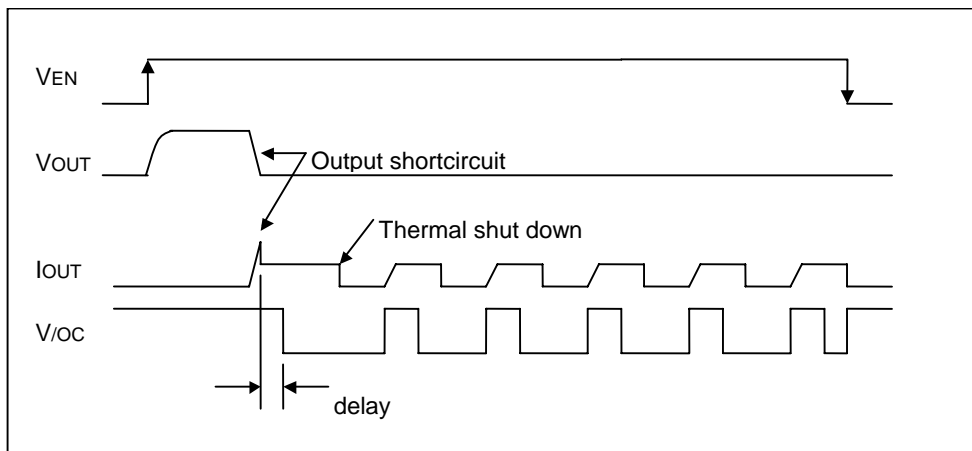 VEN
VOUT
Output shortcircuit
Thermal shut down
IOUT
V/OC
delay